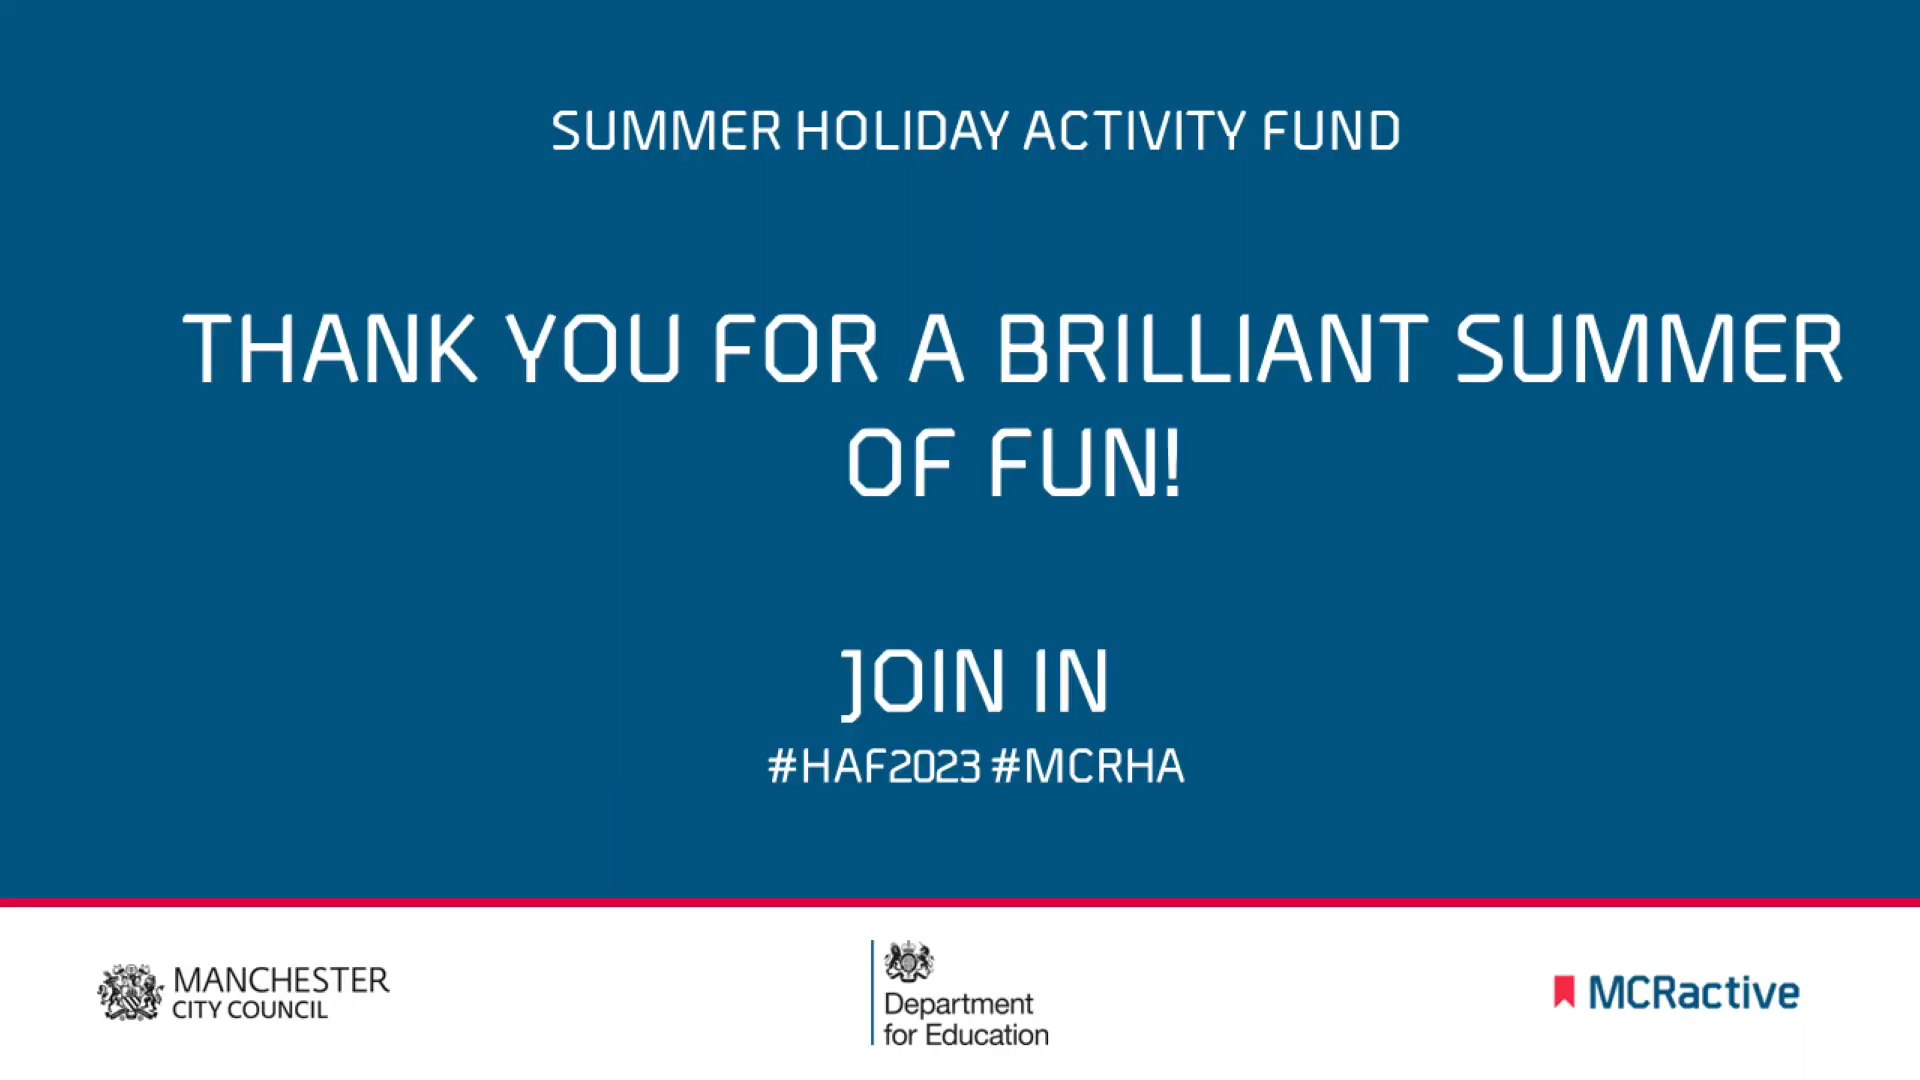 SUMMER HOLIDAY ACTIVITY FUND
THANK YOU FOR A BRILLIANT SUMMER
OF FUN!
JOIN IN
#HAF2023 #MCRHA
MANCHESTER
CITY COUNCIL
Department
for Education
MCRactive